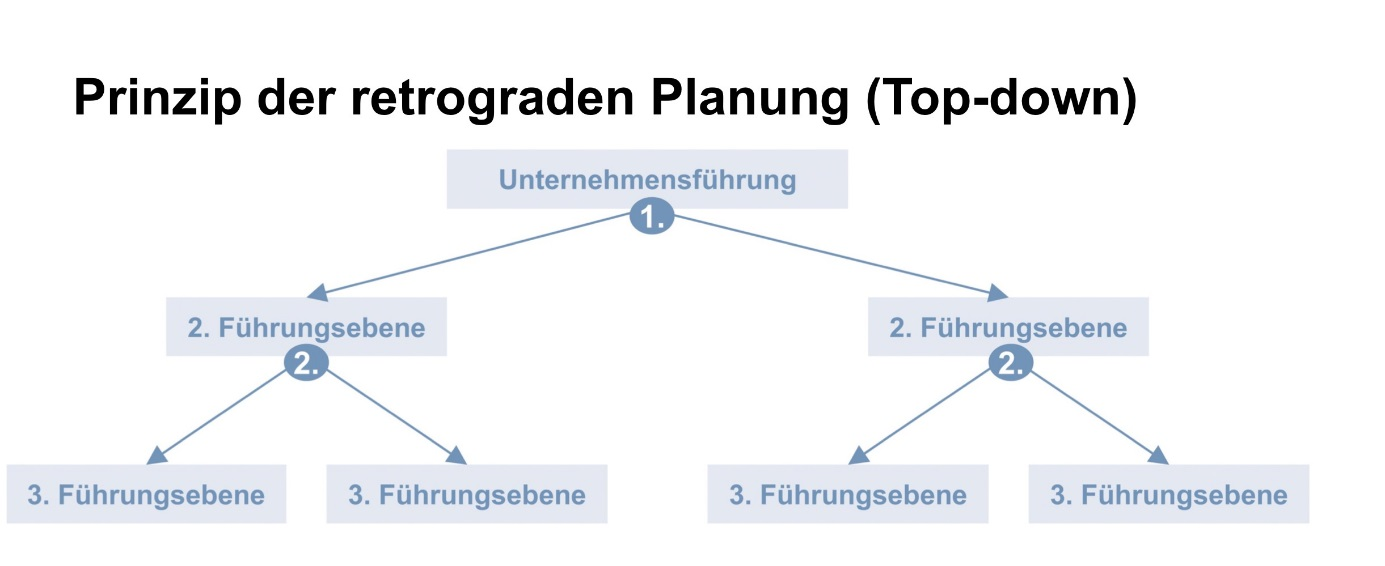 Prinzip der retrograden Planung (Top-down)
Unternehmensführung
1.
2. Führungsebene
2. Führungsebene
2.
2.
3. Führungsebene
3. Führungsebene
3. Führungsebene
3. Führungsebene